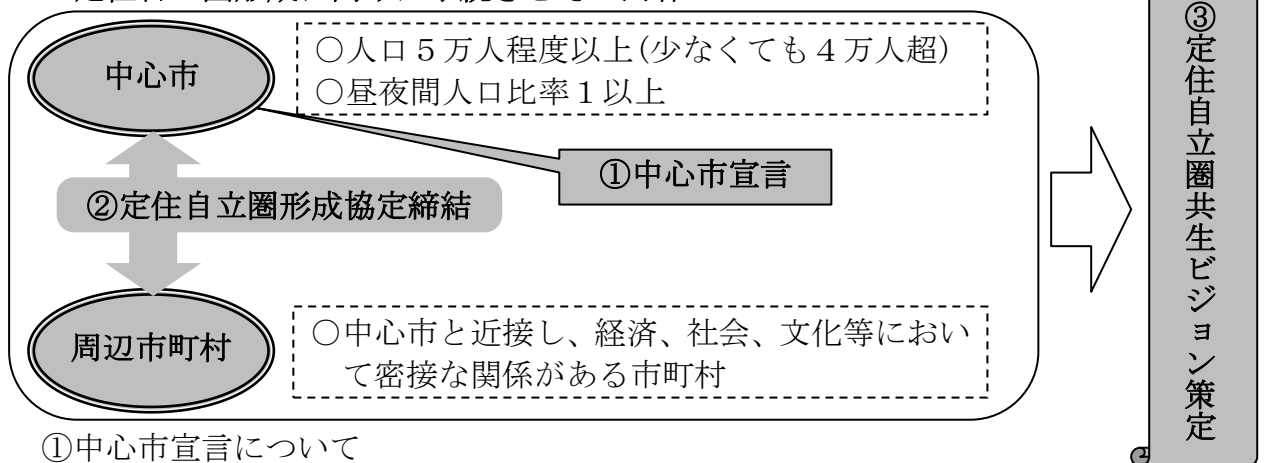 中心市
○人口５万人程度以上(少なくても４万人超)
○昼夜間人口比率１以上
①中心市宣言
②定住自立圏形成協定締結
周辺市町村
○中心市と近接し、経済、社会、文化等におい
て密接な関係がある市町村
③定住自立圏共生ビジョン策定
①中心市宣言について